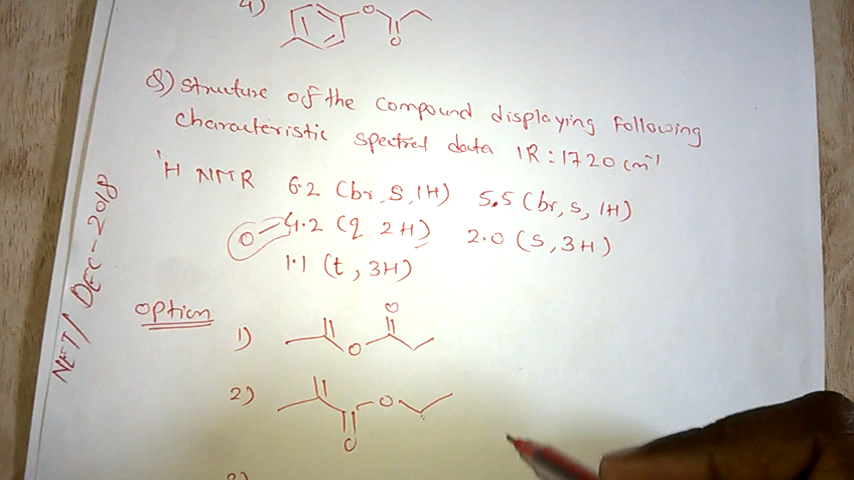 4)
O
O
Q) Structure of the compound displaying following
characteristic spectral data IR : 1720 cm⁻¹
¹H NMR 6.2 (br, S, 1H) 5.5 (br, s, 1H)
O 4.2 (q 2H) 2.0 (S, 3H)
1.1 (t, 3H)
NET/DEC-2018
option
1) O O
2) O O